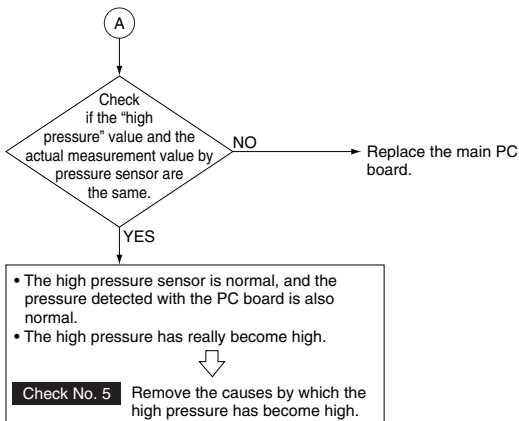 A
Check
if the “high
pressure” value and the
actual measurement value by
pressure sensor are
the same.
NO
Replace the main PC
board.
YES
• The high pressure sensor is normal, and the
pressure detected with the PC board is also
normal.
• The high pressure has really become high.
Check No. 5 Remove the causes by which the
high pressure has become high.